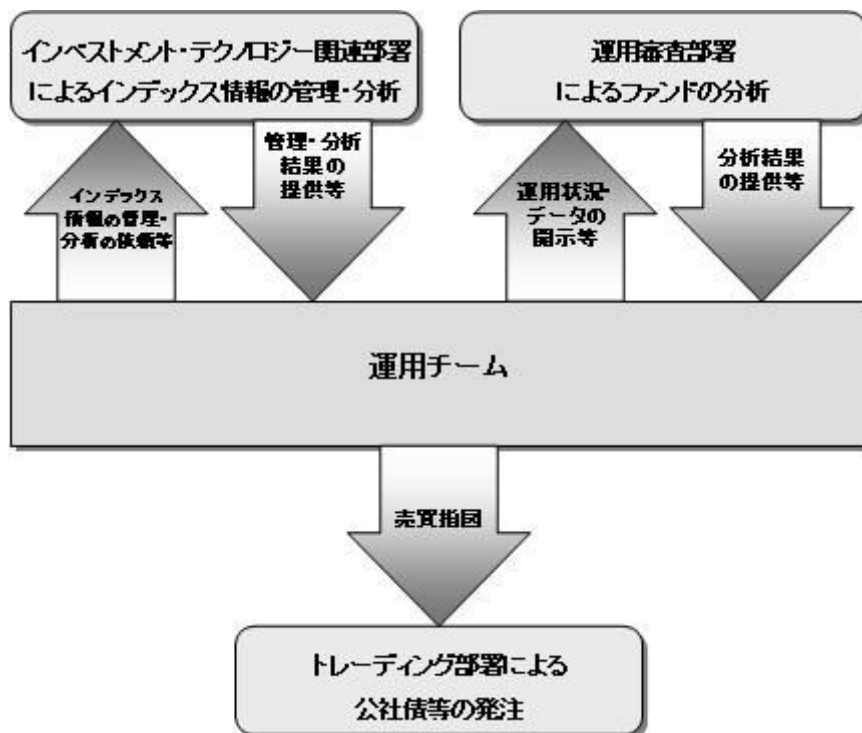 インベストメント・テクノロジー関連部署
によるインデックス情報の管理・分析
運用審査部署
によるファンドの分析
インデックス
情報の管理・
分析の依頼等
管理・分析
結果の
提供等
運用状況・
データの
開示等
分析結果
の提供等
運用チーム
売買指図
トレーディング部署による
公社債等の発注